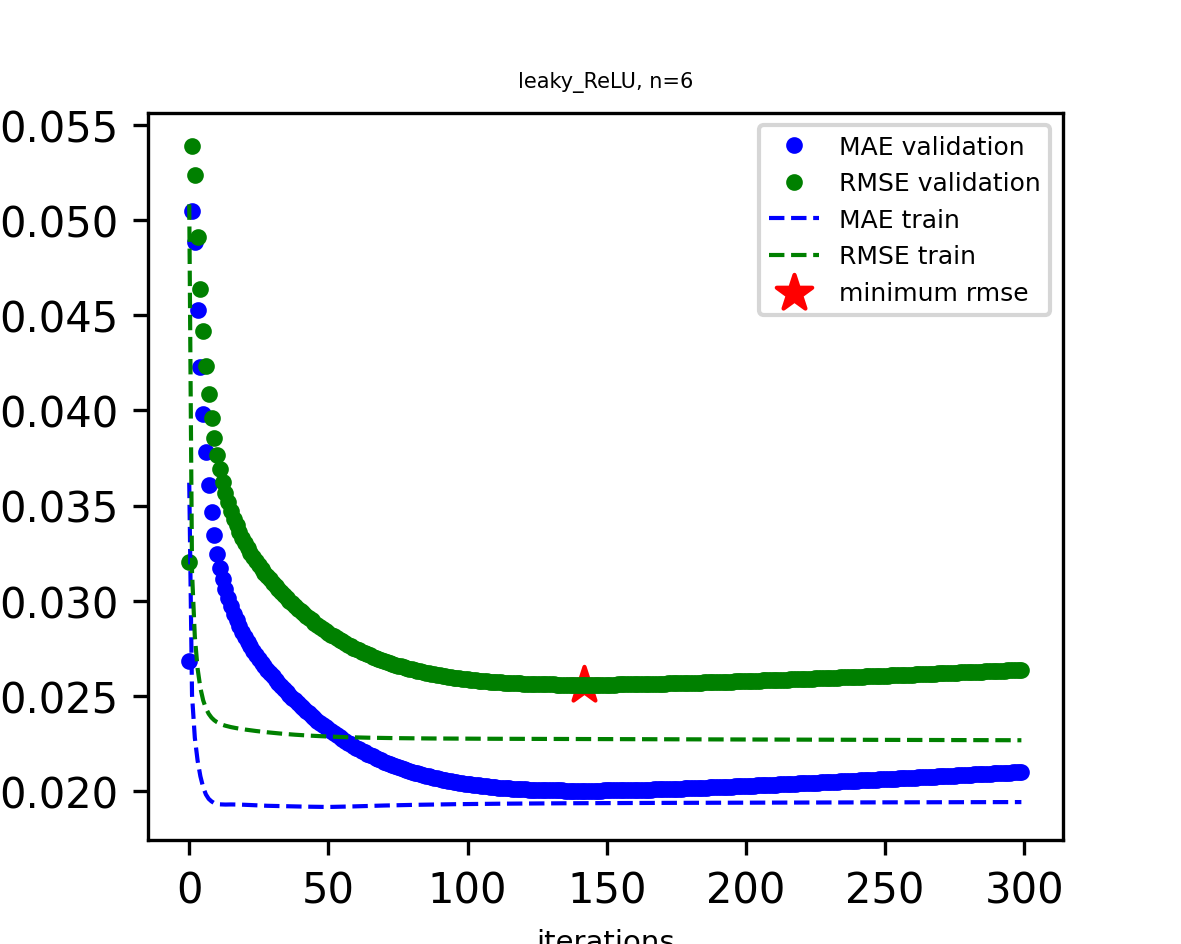 leaky_ReLU, n=6
0.055
0.050
0.045
0.040
0.035
0.030
0.025
0.020
MAE validation
RMSE validation
MAE train
RMSE train
minimum rmse
0 50 100 150 200 250 300
iterations